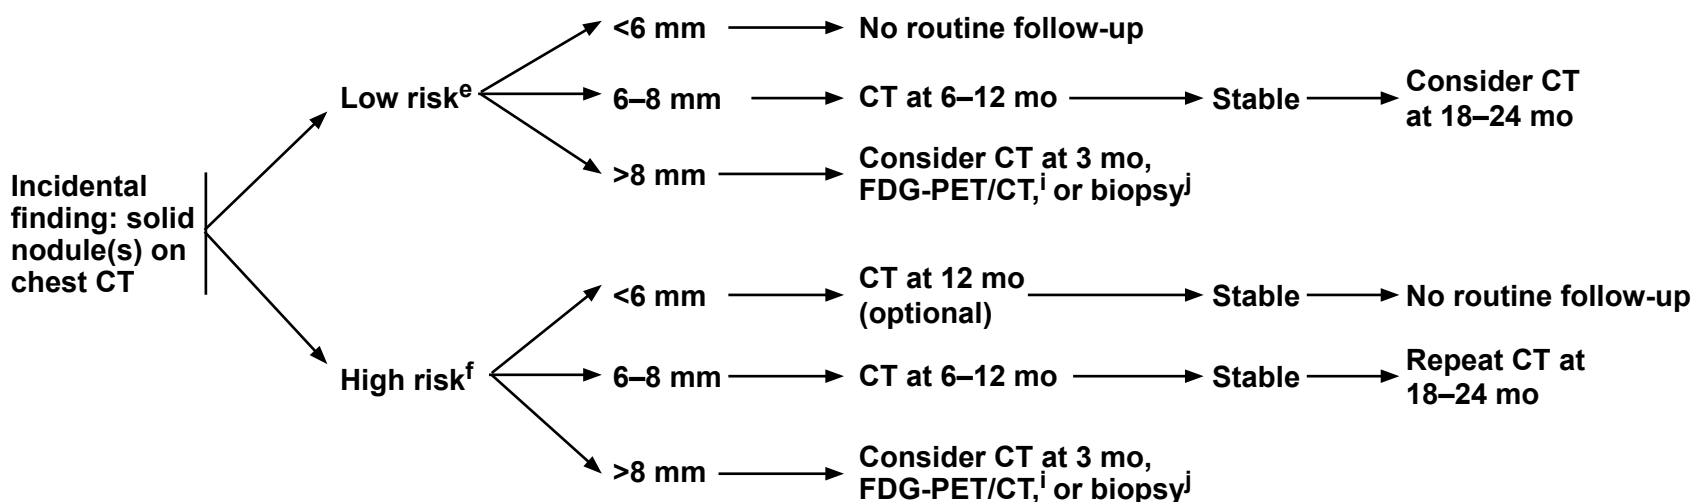 Incidental
finding: solid
nodule(s) on
chest CT
Low riskᵉ
<6 mm
No routine follow-up
6–8 mm
CT at 6–12 mo
Stable
Consider CT
at 18–24 mo
>8 mm
Consider CT at 3 mo,
FDG-PET/CT,ⁱ or biopsyʲ
High riskᶠ
<6 mm
CT at 12 mo
(optional)
Stable
No routine follow-up
6–8 mm
CT at 6–12 mo
Stable
Repeat CT at
18–24 mo
>8 mm
Consider CT at 3 mo,
FDG-PET/CT,ⁱ or biopsyʲ